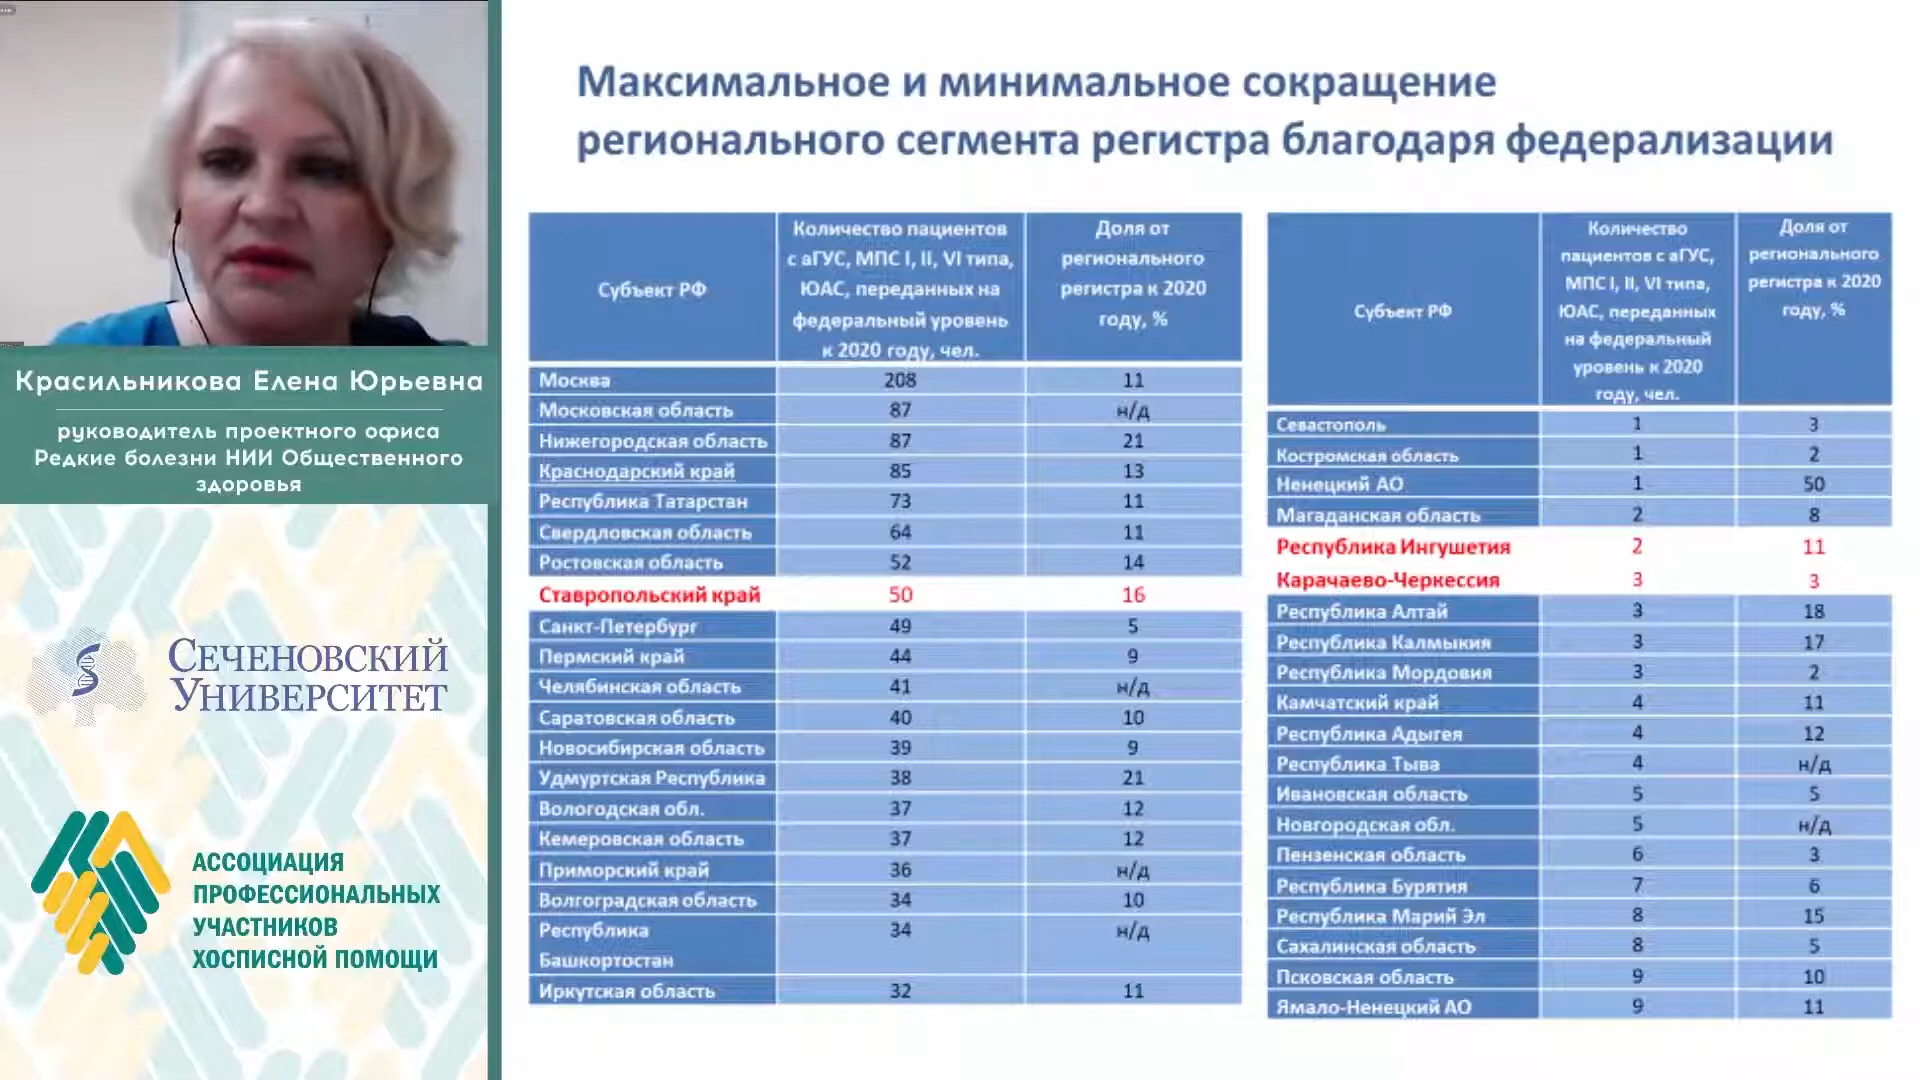 Красильникова Елена Юрьевна
руководитель проектного офиса
Редкие болезни НИИ Общественного
здоровья
СЕЧЕНОВСКИЙ
УНИВЕРСИТЕТ
АССОЦИАЦИЯ
ПРОФЕССИОНАЛЬНЫХ
УЧАСТНИКОВ
ХОСПИСНОЙ ПОМОЩИ
Максимальное и минимальное сокращение
регионального сегмента регистра благодаря федерализации
Субъект РФ
Количество пациентов
с аГУС, МПС I, II, VI типа,
ЮАС, переданных на
федеральный уровень
к 2020 году, чел.
Доля от
регионального
регистра к 2020
году, %
Москва 208 11
Московская область 87 н/д
Нижегородская область 87 21
Краснодарский край 85 13
Республика Татарстан 73 11
Свердловская область 64 11
Ростовская область 52 14
Ставропольский край 50 16
Санкт-Петербург 49 5
Пермский край 44 9
Челябинская область 41 н/д
Саратовская область 40 10
Новосибирская область 39 9
Удмуртская Республика 38 21
Вологодская обл. 37 12
Кемеровская область 37 12
Приморский край 36 н/д
Волгоградская область 34 10
Республика 34 н/д
Башкортостан
Иркутская область 32 11
Субъект РФ
Количество
пациентов с аГУС,
МПС I, II, VI типа,
ЮАС, переданных
на федеральный
уровень к 2020
году, чел.
Доля от
регионального
регистра к 2020
году, %
Севастополь 1 3
Костромская область 1 2
Ненецкий АО 1 50
Магаданская область 2 8
Республика Ингушетия 2 11
Карачаево-Черкессия 3 3
Республика Алтай 3 18
Республика Калмыкия 3 17
Республика Мордовия 3 2
Камчатский край 4 11
Республика Адыгея 4 12
Республика Тыва 4 н/д
Ивановская область 5 5
Новгородская обл. 5 н/д
Пензенская область 6 3
Республика Бурятия 7 6
Республика Марий Эл 8 15
Сахалинская область 8 5
Псковская область 9 10
Ямало-Ненецкий АО 9 11